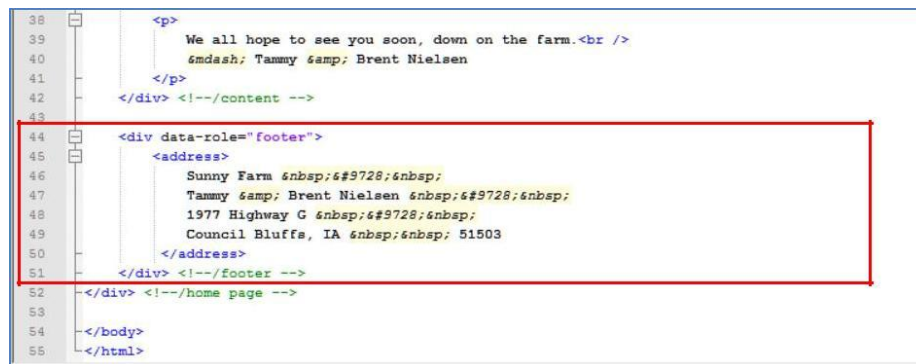 38 <p>
39 We all hope to see you soon, down on the farm.<br />
40 &mdash; Tammy &amp; Brent Nielsen
41 </p>
42 </div> <!--/content -->
43
44 <div data-role="footer">
45 <address>
46 Sunny Farm &nbsp;&#9728;&nbsp;
47 Tammy &amp; Brent Nielsen &nbsp;&#9728;&nbsp;
48 1977 Highway G &nbsp;&#9728;&nbsp;
49 Council Bluffs, IA &nbsp;&nbsp; 51503
50 </address>
51 </div> <!--/footer -->
52 </div> <!--/home page -->
53
54 </body>
55 </html>